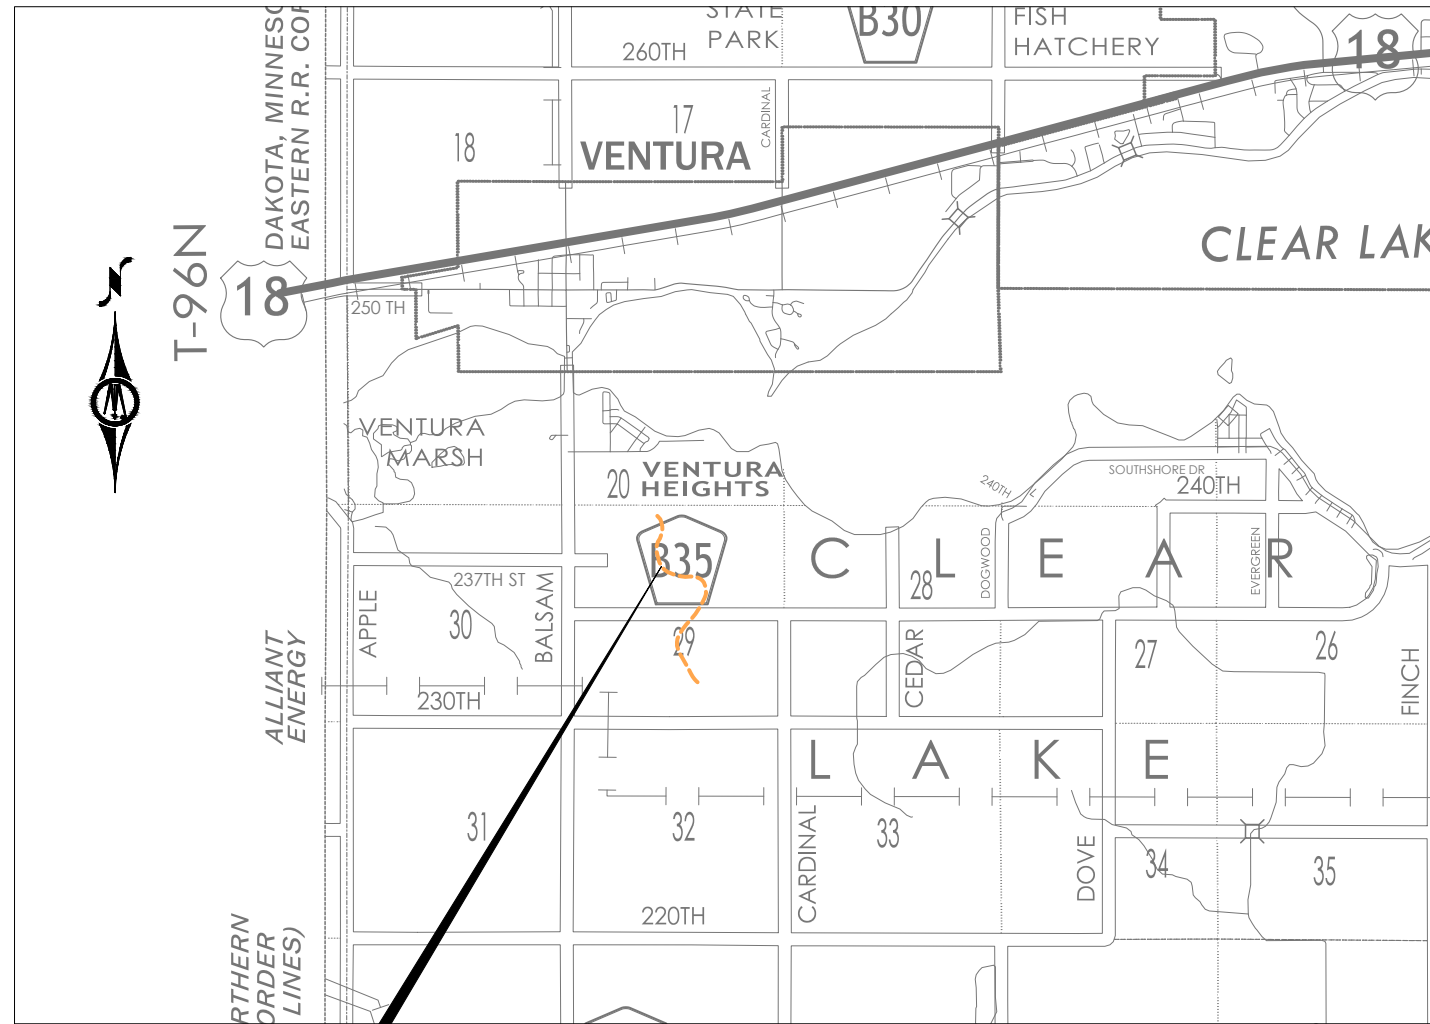 STATE
PARK
B30
FISH
HATCHERY
18
260TH
DAKOTA, MINNESO
EASTERN R.R. COR
17
CARDINAL
18
VENTURA
T-96N
18
CLEAR LAK
250 TH
VENTURA
MARSH
20
VENTURA
HEIGHTS
SOUTHSHORE DR
240TH
240TH
B35
C L E A R
237TH ST
28
DOGWOOD
EVERGREEN
APPLE
30
BALSAM
29
CEDAR
27
26
FINCH
ALLIANT
ENERGY
230TH
L A K E
31
32
CARDINAL
33
DOVE
34
35
220TH
RTHERN
ORDER
LINES)
N